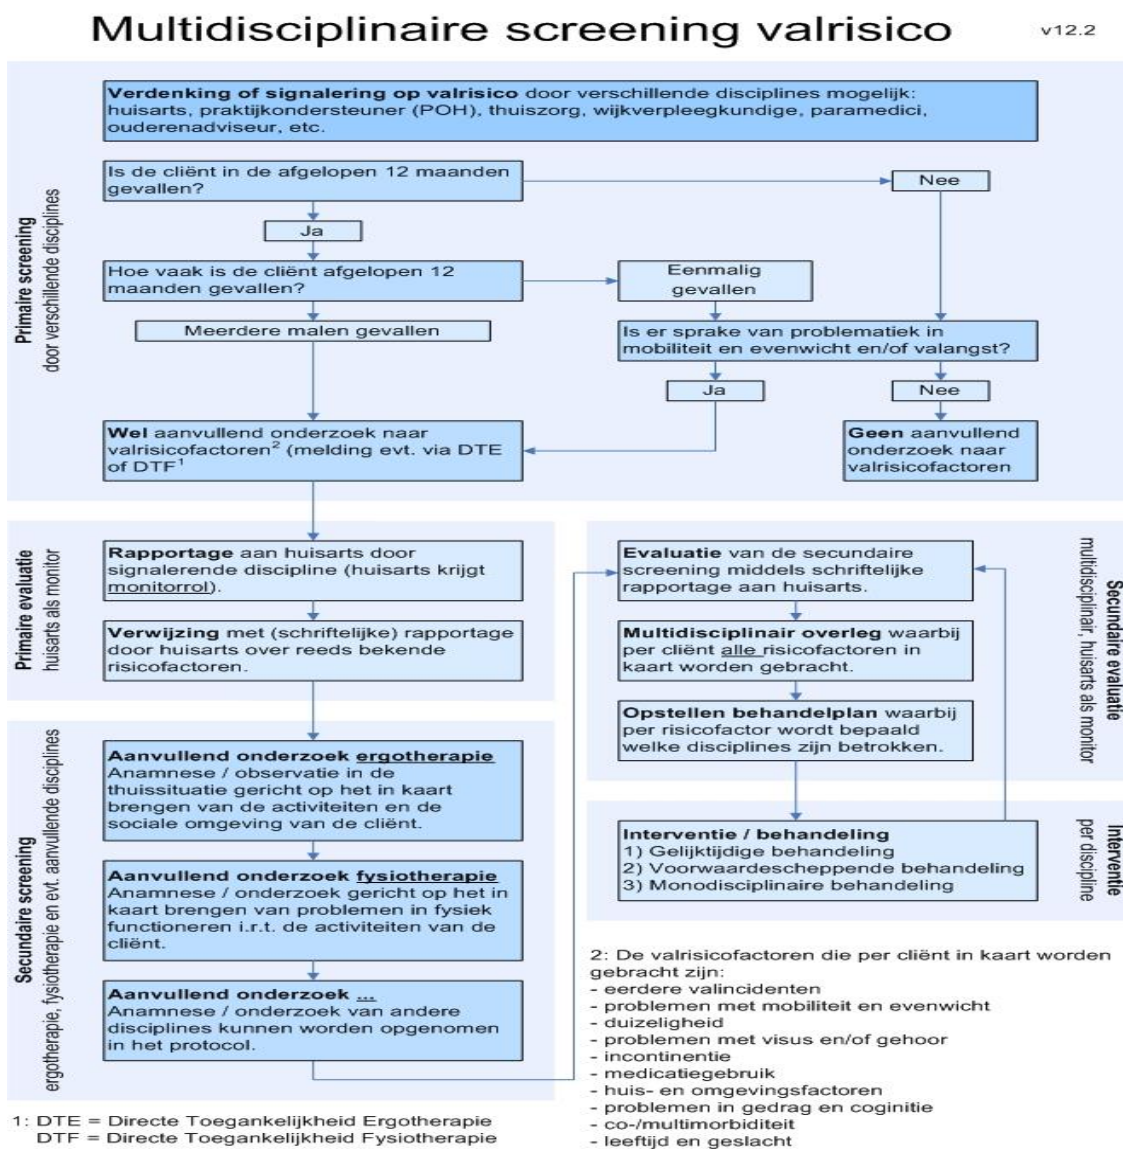 Multidisciplinaire screening valrisico
v12.2
Primaire screening
door verschillende disciplines
Verdenking of signalering op valrisico door verschillende disciplines mogelijk:
huisarts, praktijkondersteuner (POH), thuiszorg, wijkverpleegkundige, paramedici,
ouderenadviseur, etc.
Is de cliënt in de afgelopen 12 maanden
gevallen?
Nee
Ja
Hoe vaak is de cliënt afgelopen 12
maanden gevallen?
Eenmalig
gevallen
Meerdere malen gevallen
Is er sprake van problematiek in
mobiliteit en evenwicht en/of valangst?
Ja
Nee
Wel aanvullend onderzoek naar
valrisicofactoren² (melding evt. via DTE
of DTF¹
Geen aanvullend
onderzoek naar
valrisicofactoren
Primaire evaluatie
huisarts als monitor
Rapportage aan huisarts door
signalerende discipline (huisarts krijgt
monitorrol).
Verwijzing met (schriftelijke) rapportage
door huisarts over reeds bekende
risicofactoren.
Secundaire screening
ergotherapie, fysiotherapie en evt. aanvullende disciplines
Aanvullend onderzoek ergotherapie
Anamnese / observatie in de
thuissituatie gericht op het in kaart
brengen van de activiteiten en de
sociale omgeving van de cliënt.
Aanvullend onderzoek fysiotherapie
Anamnese / onderzoek gericht op het in
kaart brengen van problemen in fysiek
functioneren i.r.t. de activiteiten van de
cliënt.
Aanvullend onderzoek ...
Anamnese / onderzoek van andere
disciplines kunnen worden opgenomen
in het protocol.
Secundaire evaluatie
multidisciplinair, huisarts als monitor
Evaluatie van de secundaire
screening middels schriftelijke
rapportage aan huisarts.
Multidisciplinair overleg waarbij
per cliënt alle risicofactoren in
kaart worden gebracht.
Opstellen behandelplan waarbij
per risicofactor wordt bepaald
welke disciplines zijn betrokken.
Interventie
per discipline
Interventie / behandeling
1) Gelijktijdige behandeling
2) Voorwaardescheppende behandeling
3) Monodisciplinaire behandeling
2: De valrisicofactoren die per cliënt in kaart worden
gebracht zijn:
- eerdere valincidenten
- problemen met mobiliteit en evenwicht
- duizeligheid
- problemen met visus en/of gehoor
- incontinentie
- medicatiegebruik
- huis- en omgevingsfactoren
- problemen in gedrag en coginitie
- co-/multimorbiditeit
- leeftijd en geslacht
1: DTE = Directe Toegankelijkheid Ergotherapie
DTF = Directe Toegankelijkheid Fysiotherapie